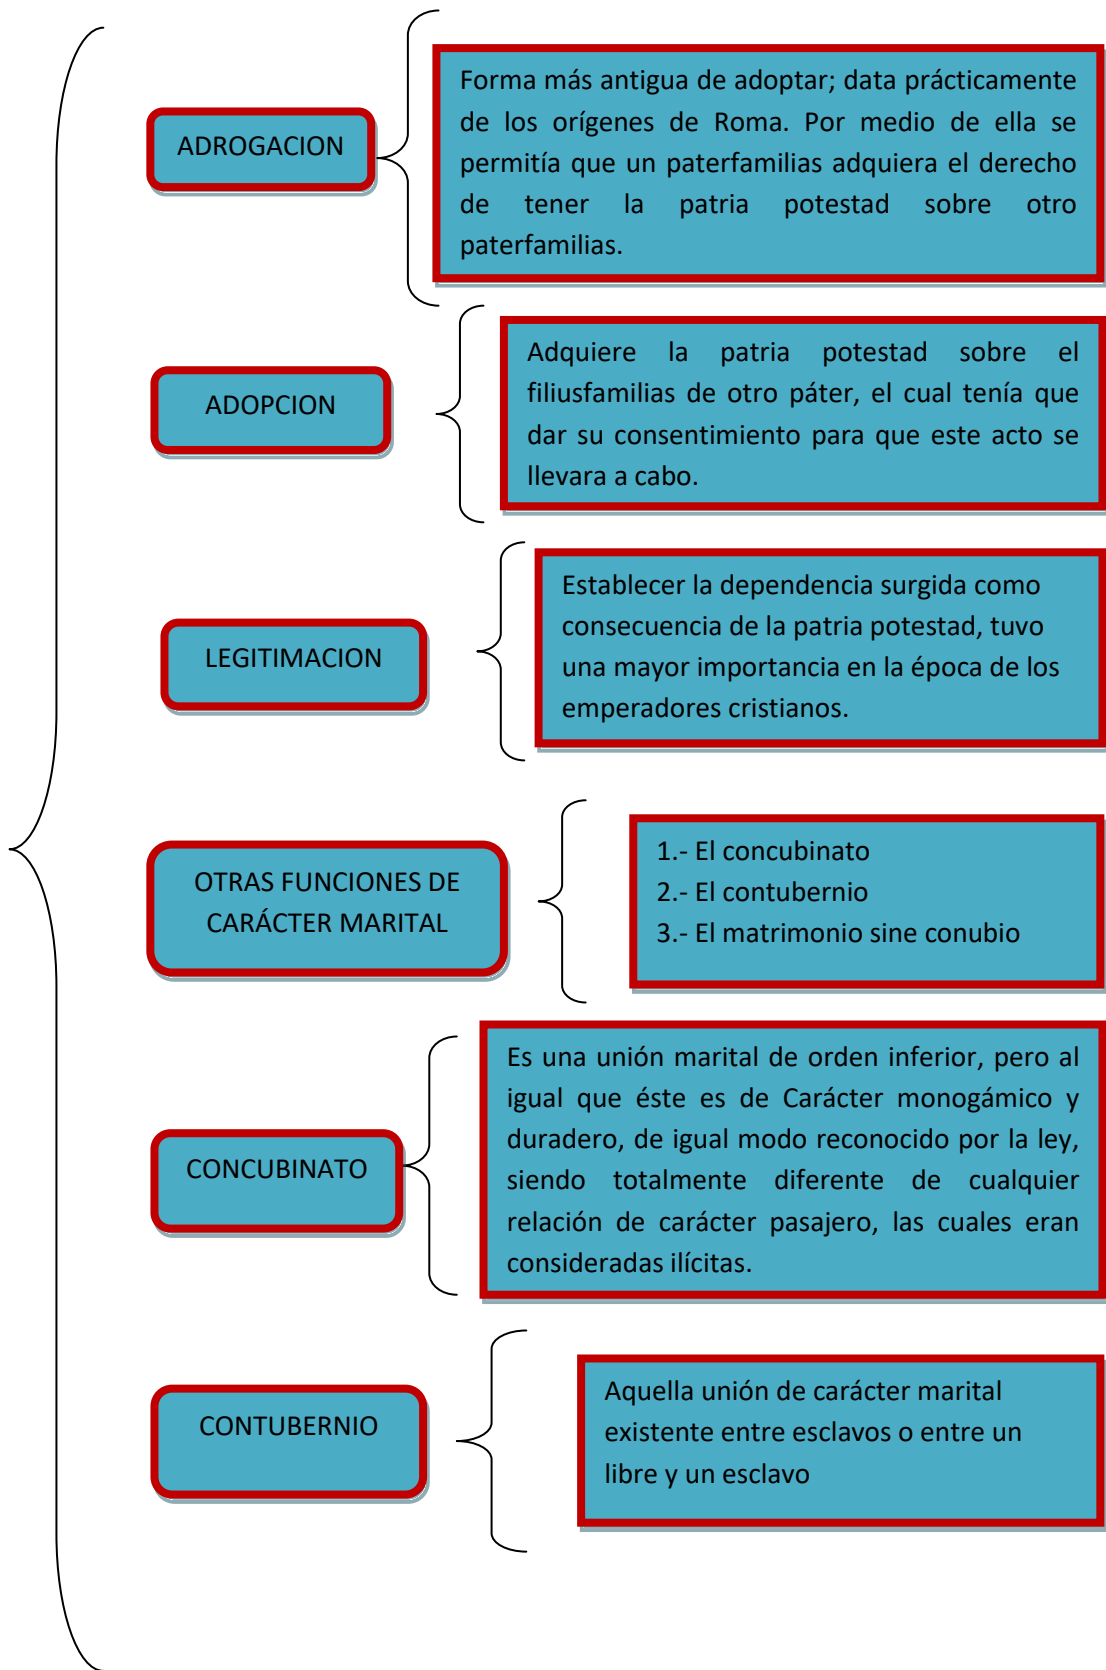 ADROGACION
Forma más antigua de adoptar; data prácticamente
de los orígenes de Roma. Por medio de ella se
permitía que un paterfamilias adquiera el derecho
de tener la patria potestad sobre otro
paterfamilias.
ADOPCION
Adquiere la patria potestad sobre el
filiusfamilias de otro páter, el cual tenía que
dar su consentimiento para que este acto se
llevara a cabo.
LEGITIMACION
Establecer la dependencia surgida como
consecuencia de la patria potestad, tuvo
una mayor importancia en la época de los
emperadores cristianos.
OTRAS FUNCIONES DE
CARÁCTER MARITAL
1.- El concubinato
2.- El contubernio
3.- El matrimonio sine conubio
CONCUBINATO
Es una unión marital de orden inferior, pero al
igual que éste es de Carácter monogámico y
duradero, de igual modo reconocido por la ley,
siendo totalmente diferente de cualquier
relación de carácter pasajero, las cuales eran
consideradas ilícitas.
CONTUBERNIO
Aquella unión de carácter marital
existente entre esclavos o entre un
libre y un esclavo